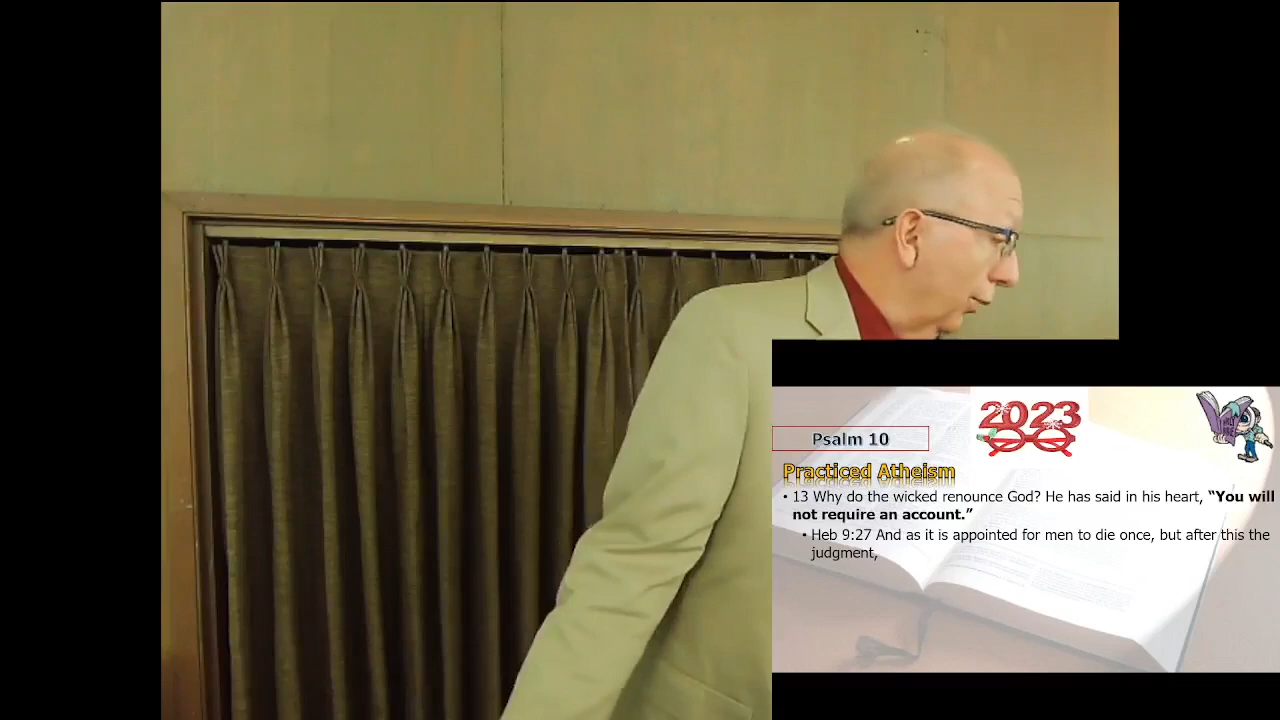 2023
Psalm 10
Practiced Atheism
• 13 Why do the wicked renounce God? He has said in his heart, “You will
not require an account.”
• Heb 9:27 And as it is appointed for men to die once, but after this the
judgment,